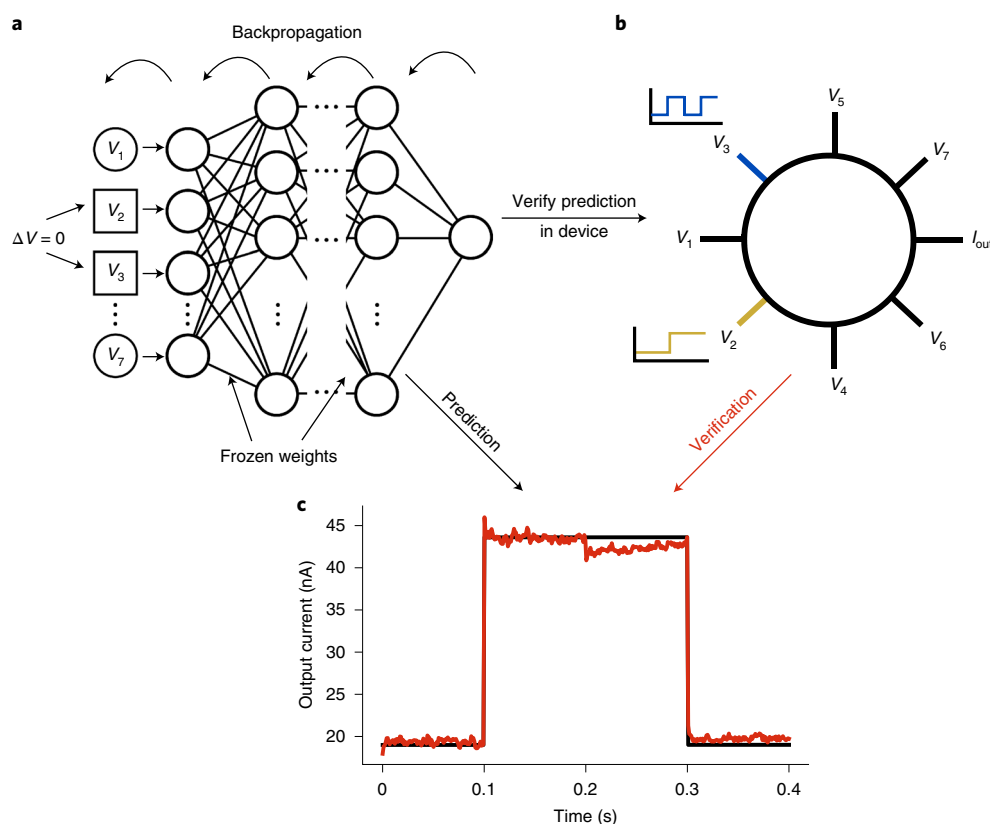 a
Backpropagation
V1
V2
ΔV = 0
V3
V7
Frozen weights
Verify prediction
in device
b
V5
V3
V7
V1
Iout
V2
V6
V4
Prediction
Verification
c
Output current (nA)
45
40
35
30
25
20
0
0.1
0.2
0.3
0.4
Time (s)